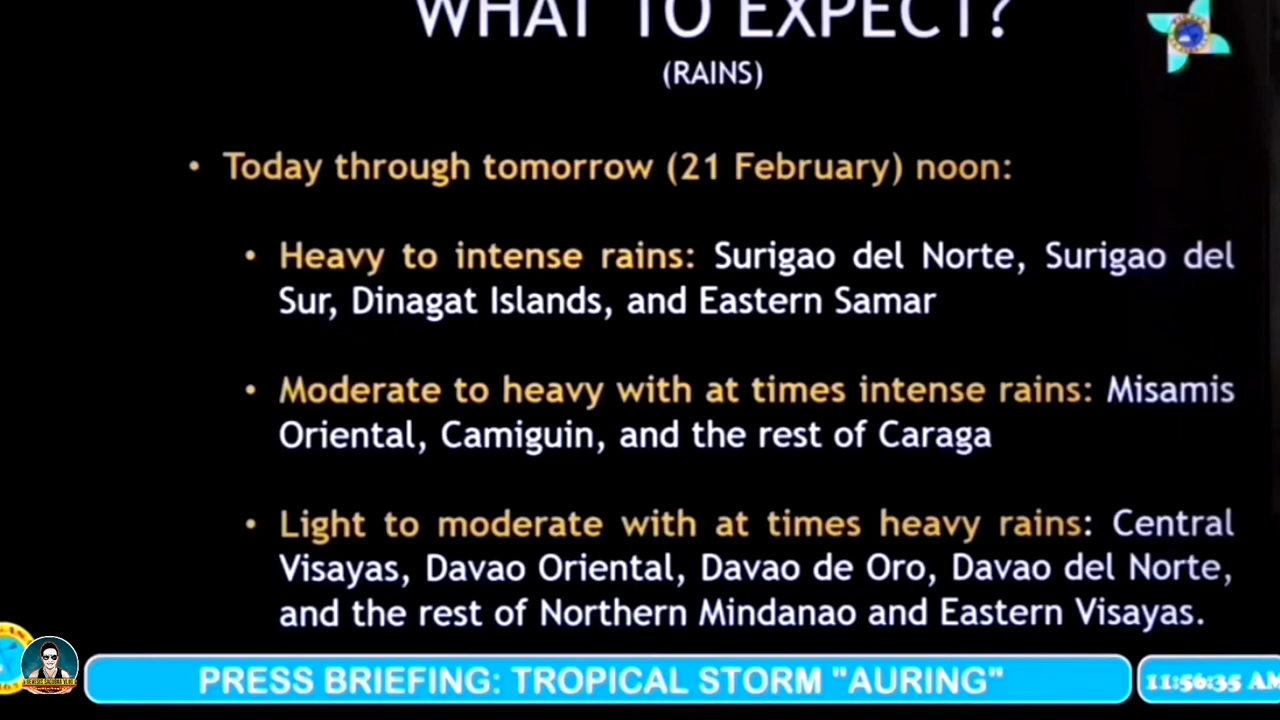 WHAT TO EXPECT?
(RAINS)
• Today through tomorrow (21 February) noon:
• Heavy to intense rains: Surigao del Norte, Surigao del
Sur, Dinagat Islands, and Eastern Samar
• Moderate to heavy with at times intense rains: Misamis
Oriental, Camiguin, and the rest of Caraga
• Light to moderate with at times heavy rains: Central
Visayas, Davao Oriental, Davao de Oro, Davao del Norte,
and the rest of Northern Mindanao and Eastern Visayas.
PRESS BRIEFING: TROPICAL STORM "AURING"
11:56:35 AM